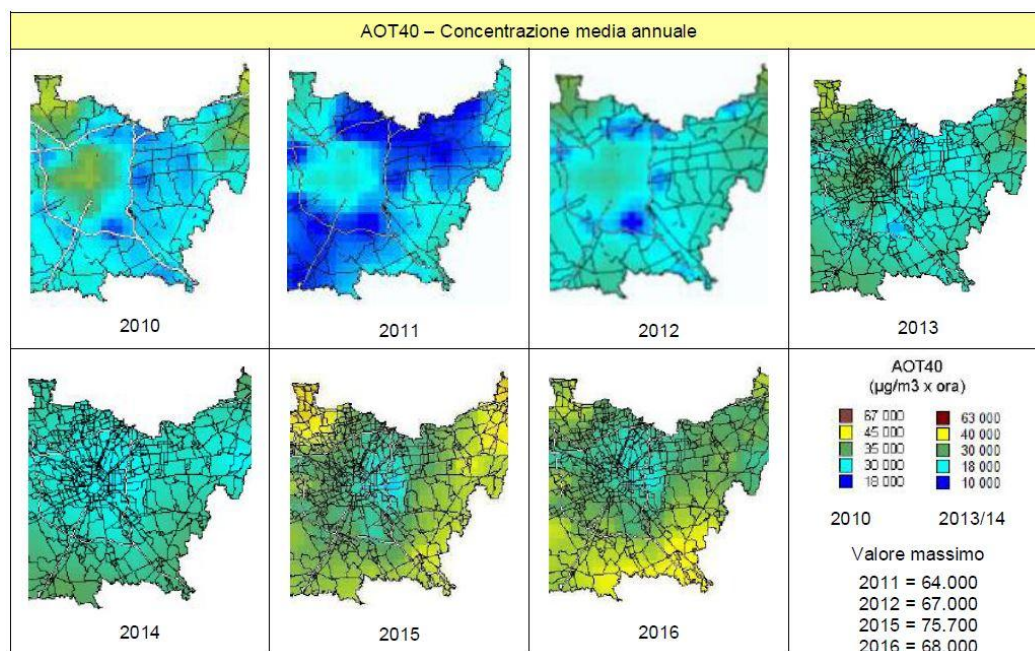 AOT40 – Concentrazione media annuale
2010
2011
2012
2013
2014
2015
2016
AOT40
(µg/m3 x ora)
67 000 63 000
45 000 40 000
35 000 30 000
30 000 18 000
18 000 10 000
2010 2013/14
Valore massimo
2011 = 64.000
2012 = 67.000
2015 = 75.700
2016 = 68.000